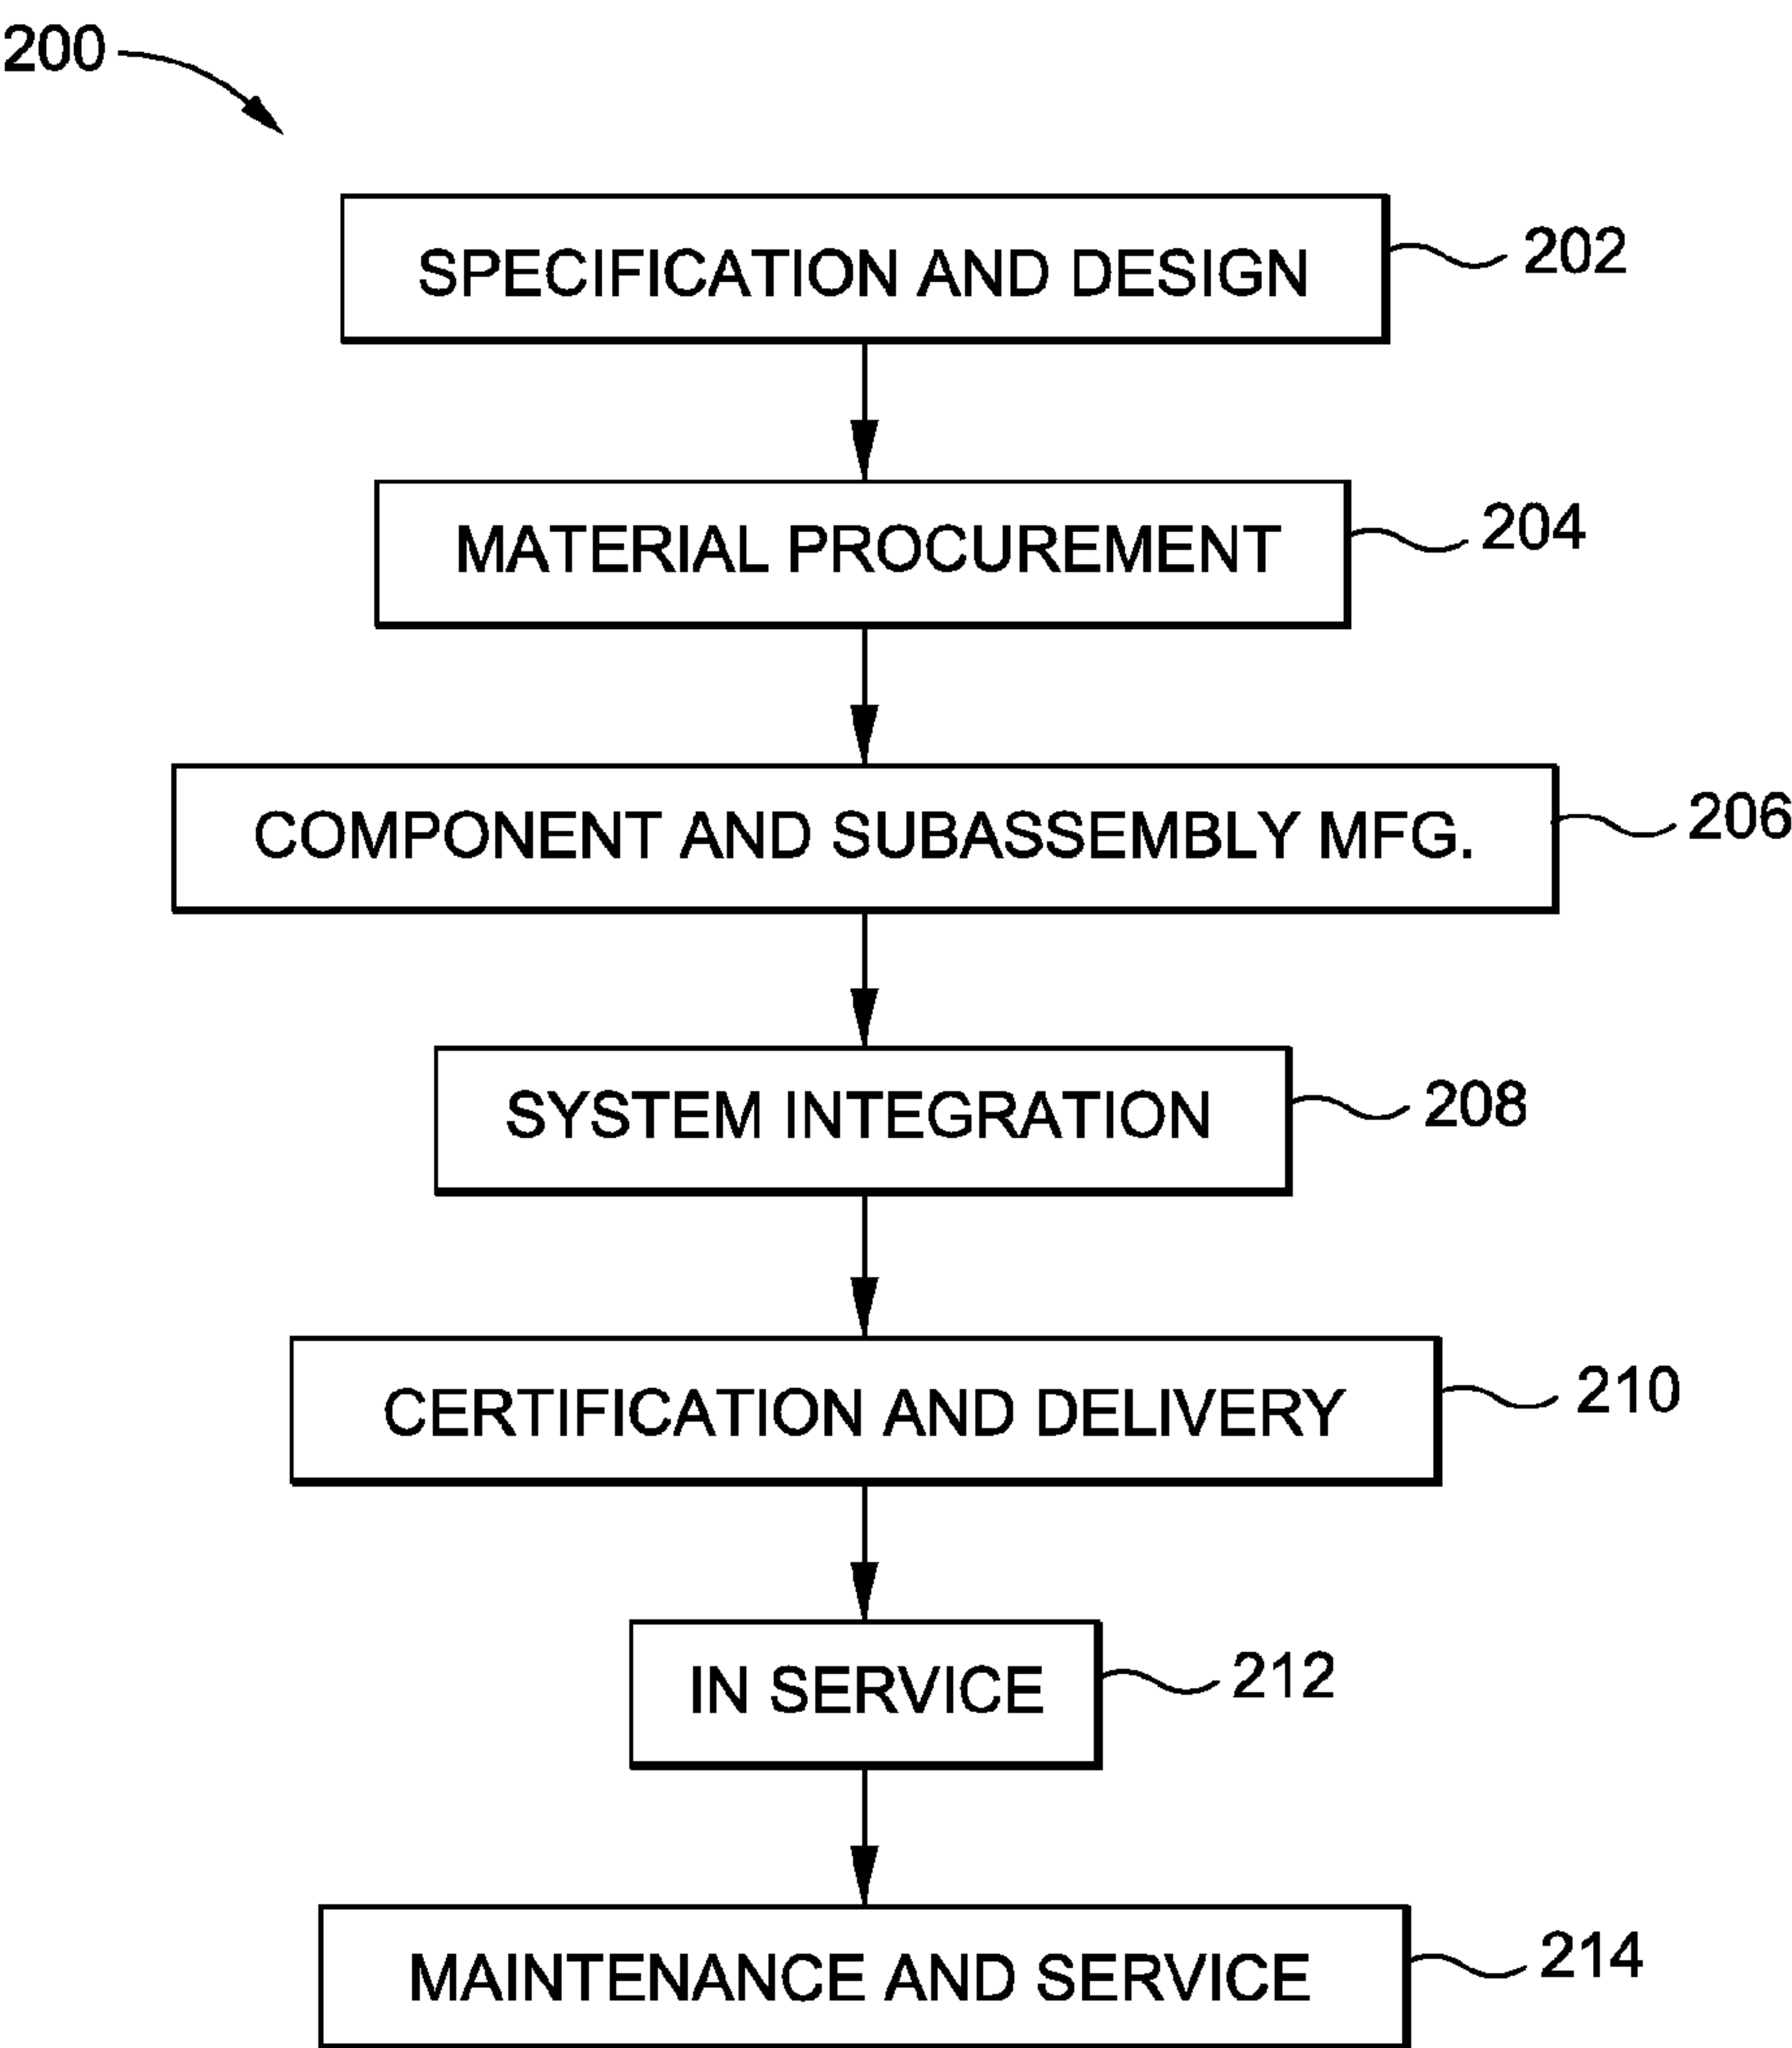 200
SPECIFICATION AND DESIGN 202
MATERIAL PROCUREMENT 204
COMPONENT AND SUBASSEMBLY MFG. 206
SYSTEM INTEGRATION 208
CERTIFICATION AND DELIVERY 210
IN SERVICE 212
MAINTENANCE AND SERVICE 214